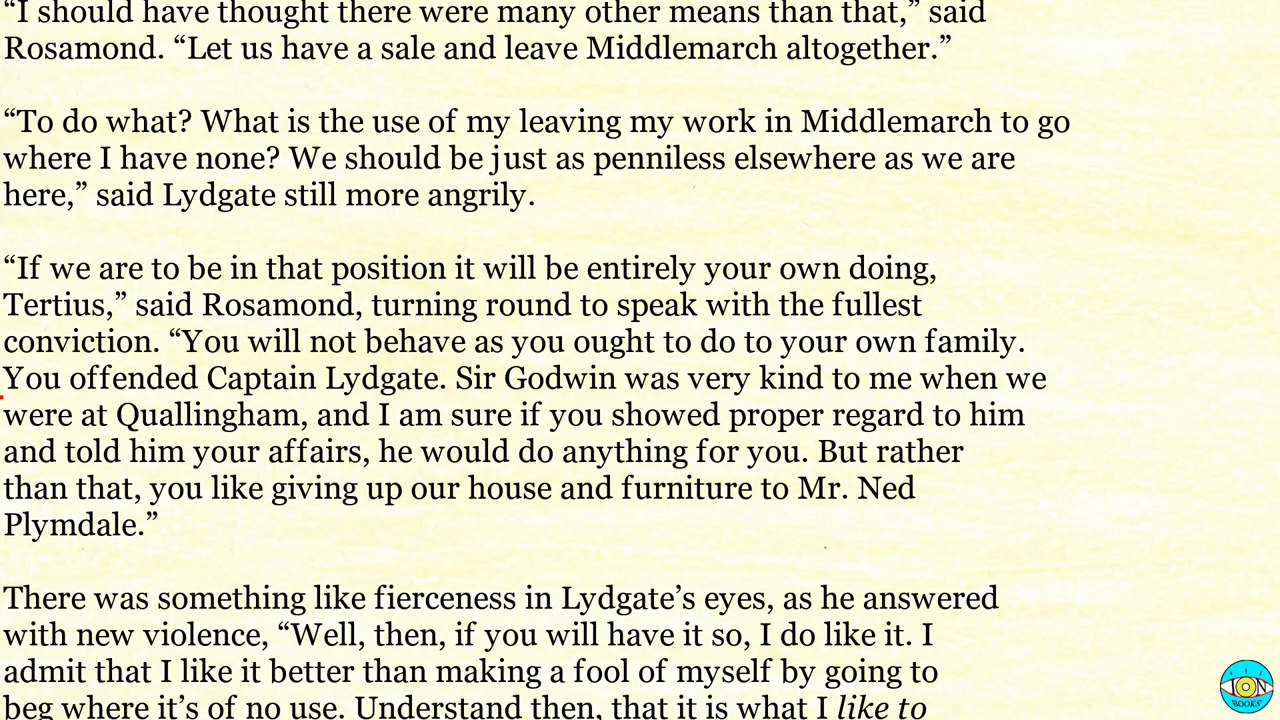 “I should have thought there were many other means than that,” said
Rosamond. “Let us have a sale and leave Middlemarch altogether.”
“To do what? What is the use of my leaving my work in Middlemarch to go
where I have none? We should be just as penniless elsewhere as we are
here,” said Lydgate still more angrily.
“If we are to be in that position it will be entirely your own doing,
Tertius,” said Rosamond, turning round to speak with the fullest
conviction. “You will not behave as you ought to do to your own family.
You offended Captain Lydgate. Sir Godwin was very kind to me when we
were at Quallingham, and I am sure if you showed proper regard to him
and told him your affairs, he would do anything for you. But rather
than that, you like giving up our house and furniture to Mr. Ned
Plymdale.”
There was something like fierceness in Lydgate’s eyes, as he answered
with new violence, “Well, then, if you will have it so, I do like it. I
admit that I like it better than making a fool of myself by going to
beg where it’s of no use. Understand then, that it is what I like to
ION
BOOKS